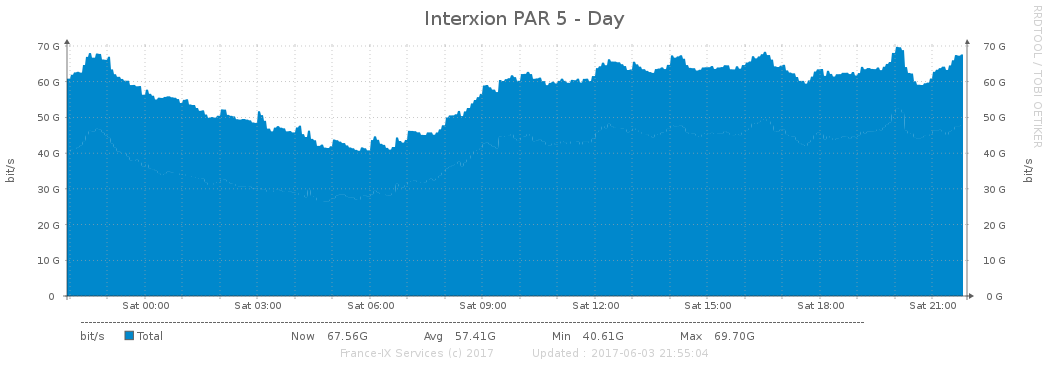 Interxion PAR 5 - Day
RRDTOOL / TOBI OETIKER
bit/s
70 G 70 G
60 G 60 G
50 G 50 G
40 G 40 G
30 G 30 G
20 G 20 G
10 G 10 G
0 0 G
bit/s
Sat 00:00 Sat 03:00 Sat 06:00 Sat 09:00 Sat 12:00 Sat 15:00 Sat 18:00 Sat 21:00
bit/s Total Now 67.56G Avg 57.41G Min 40.61G Max 69.70G
France-IX Services (c) 2017 Updated : 2017-06-03 21:55:04